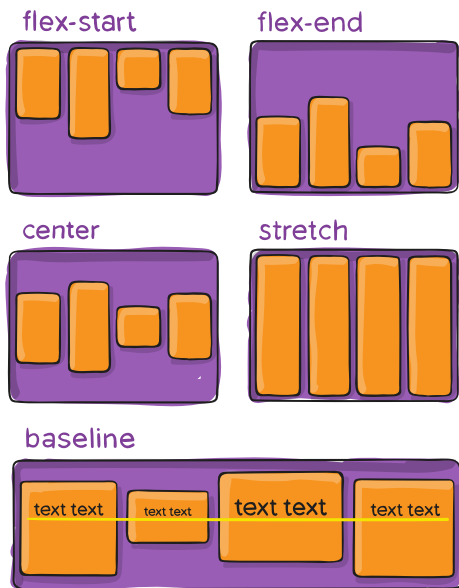 flex-start
flex-end
center
stretch
baseline
text text
text text
text text
text text